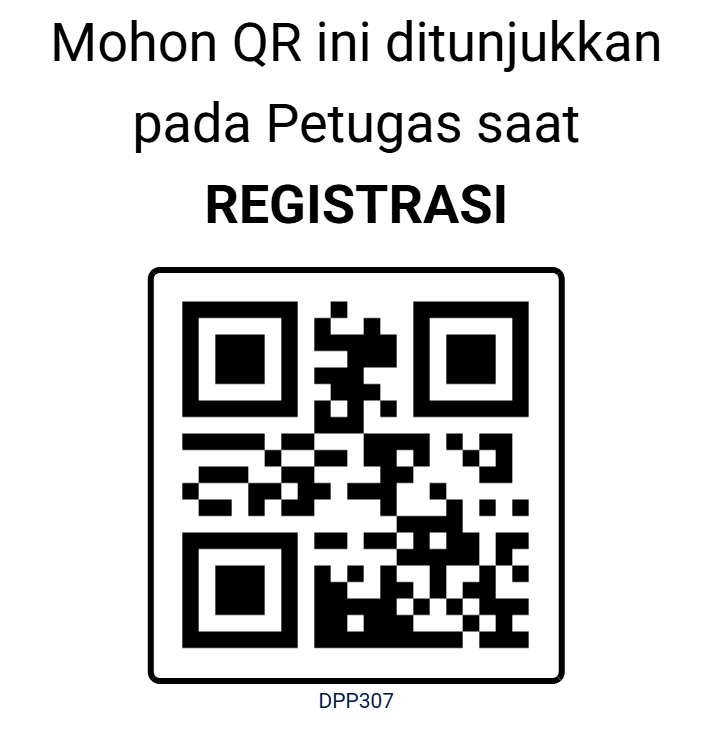 Mohon QR ini ditunjukkan
pada Petugas saat
REGISTRASI
DPP307